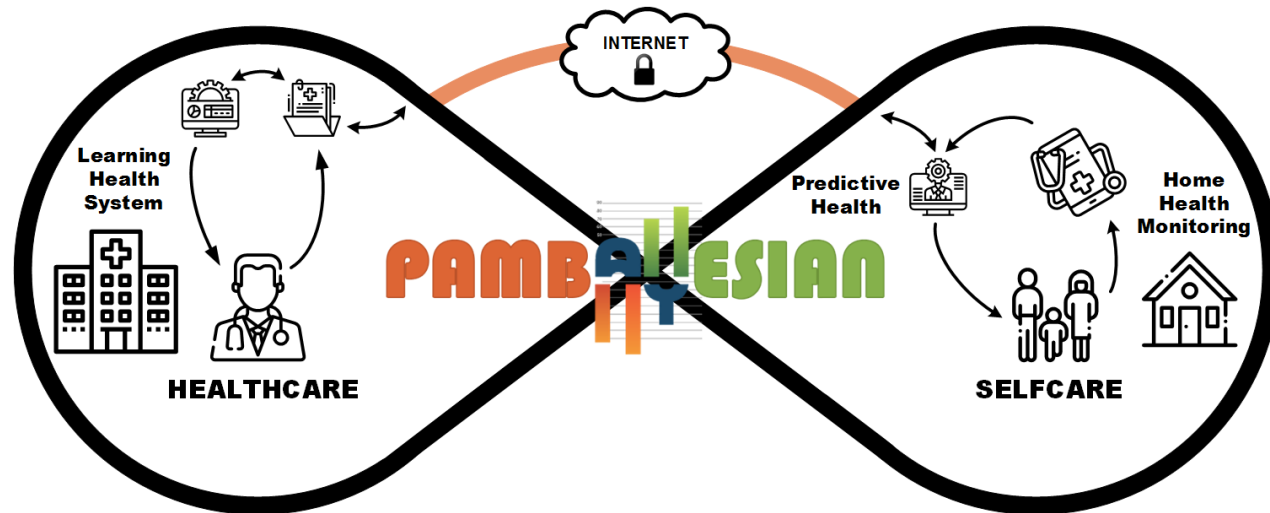 INTERNET
Learning
Health
System
HEALTHCARE
PAMBAYESIAN
Predictive
Health
Home
Health
Monitoring
SELFCARE